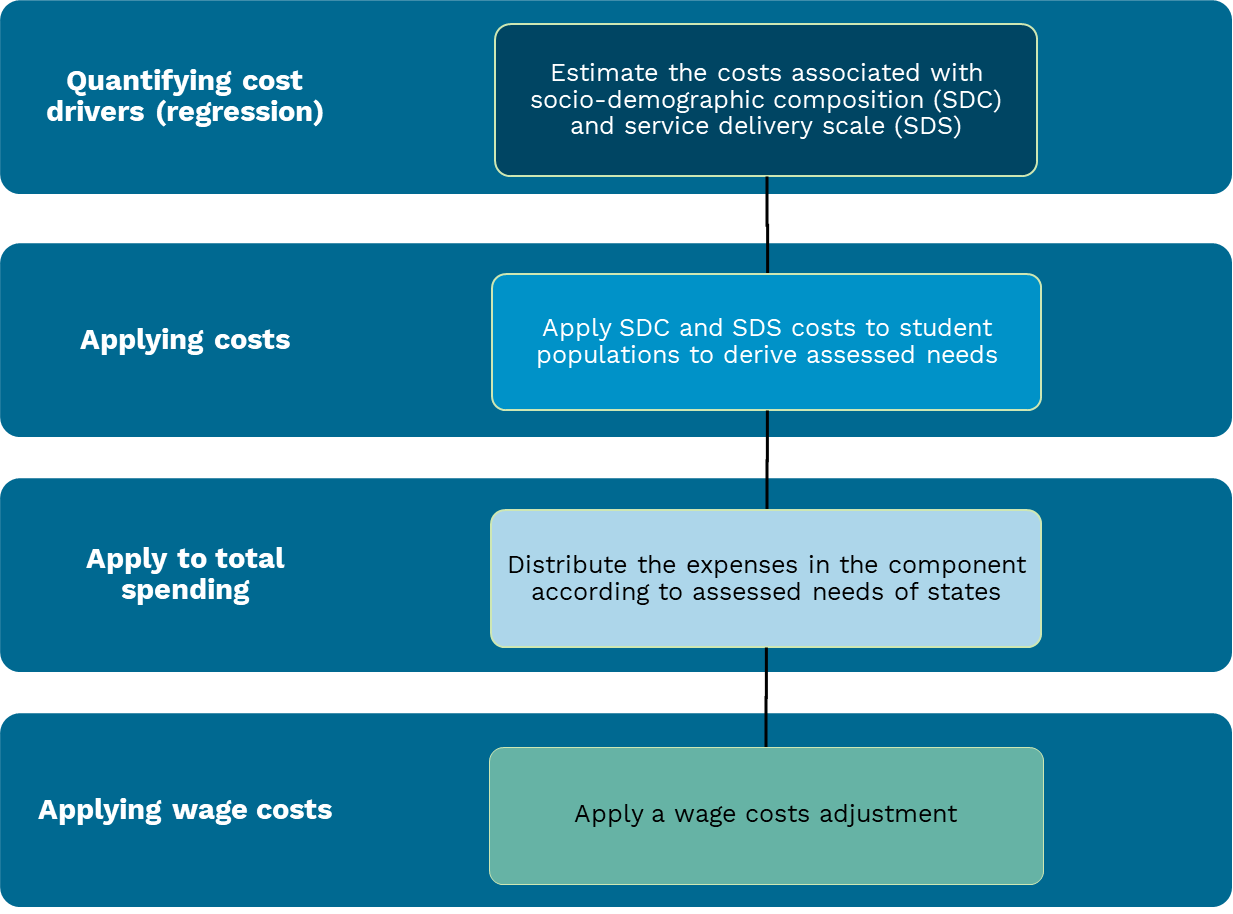 Quantifying cost
drivers (regression)
Estimate the costs associated with
socio-demographic composition (SDC)
and service delivery scale (SDS)
Applying costs
Apply SDC and SDS costs to student
populations to derive assessed needs
Apply to total
spending
Distribute the expenses in the component
according to assessed needs of states
Applying wage costs
Apply a wage costs adjustment